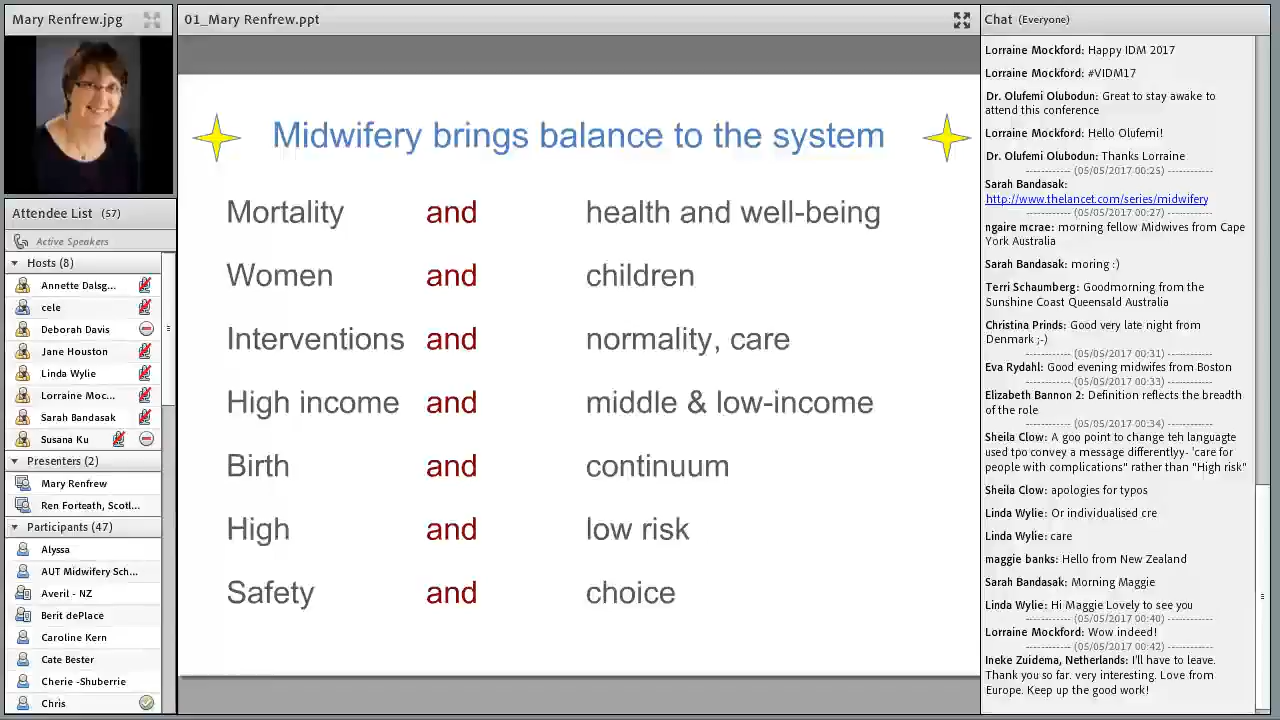 Mary Renfrew.jpg
01_Mary Renfrew.ppt
Chat (Everyone)
Attendee List (57)
Active Speakers
Hosts (8)
Annette Dalsg...
cele
Deborah Davis
Jane Houston
Linda Wylie
Lorraine Moc...
Sarah Bandasak
Susana Ku
Presenters (2)
Mary Renfrew
Ren Forteath, Scotl...
Participants (47)
Alyssa
AUT Midwifery Sch...
Averil - NZ
Berit dePlace
Caroline Kern
Cate Bester
Cherie -Shuberrie
Chris
Midwifery brings balance to the system
Mortality and health and well-being
Women and children
Interventions and normality, care
High income and middle & low-income
Birth and continuum
High and low risk
Safety and choice
Lorraine Mockford: Happy IDM 2017
Lorraine Mockford: #VIDM17
Dr. Olufemi Olubodun: Great to stay awake to
attend this conference
Lorraine Mockford: Hello Olufemi!
Dr. Olufemi Olubodun: Thanks Lorraine
----------- (05/05/2017 00:25) -----------
Sarah Bandasak:
http://www.thelancet.com/series/midwifery
----------- (05/05/2017 00:27) -----------
ngaire mcrae: morning fellow Midwives from Cape
York Australia
Sarah Bandasak: moring :)
Terri Schaumberg: Goodmorning from the
Sunshine Coast Queensald Australia
Christina Prinds: Good very late night from
Denmark ;-)
----------- (05/05/2017 00:31) -----------
Eva Rydahl: Good evening midwifes from Boston
----------- (05/05/2017 00:33) -----------
Elizabeth Bannon 2: Definition reflects the breadth
of the role
----------- (05/05/2017 00:34) -----------
Sheila Clow: A goo point to change teh languagte
used tpo convey a message differentlyy- 'care for
people with complications" rather than "High risk"
Sheila Clow: apologies for typos
Linda Wylie: Or individualised cre
Linda Wylie: care
maggie banks: Hello from New Zealand
Sarah Bandasak: Morning Maggie
Linda Wylie: Hi Maggie Lovely to see you
----------- (05/05/2017 00:40) -----------
Lorraine Mockford: Wow indeed!
----------- (05/05/2017 00:42) -----------
Ineke Zuidema, Netherlands: I'll have to leave.
Thank you so far. very interesting. Love from
Europe. Keep up the good work!